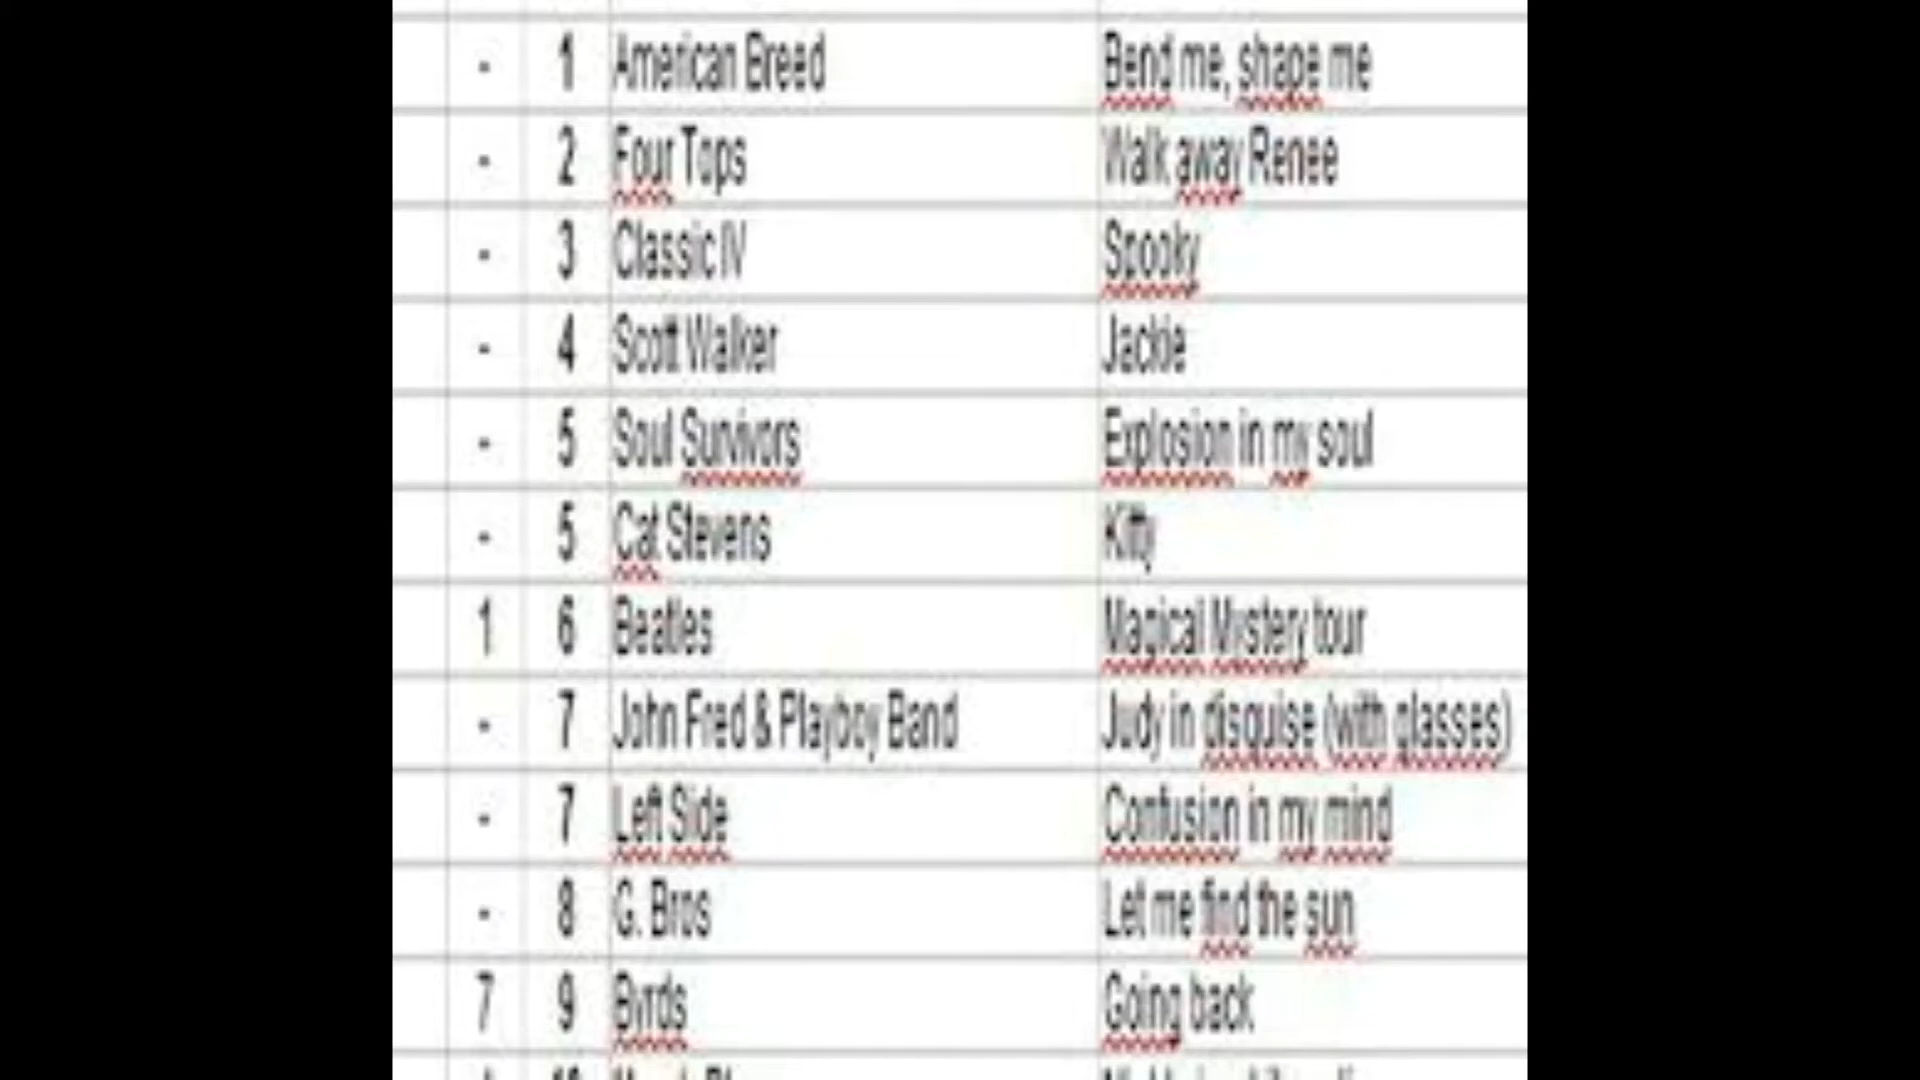 - 1 American Breed Bend me, shape me
- 2 Four Tops Walk away Renee
- 3 Classic IV Spooky
- 4 Scott Walker Jackie
- 5 Soul Survivors Explosion in my soul
- 5 Cat Stevens Kitty
1 6 Beatles Magical Mystery tour
- 7 John Fred & Playboy Band Judy in disguise (with glasses)
- 7 Left Side Confusion in my mind
- 8 G. Bros Let me find the sun
7 9 Byrds Going back